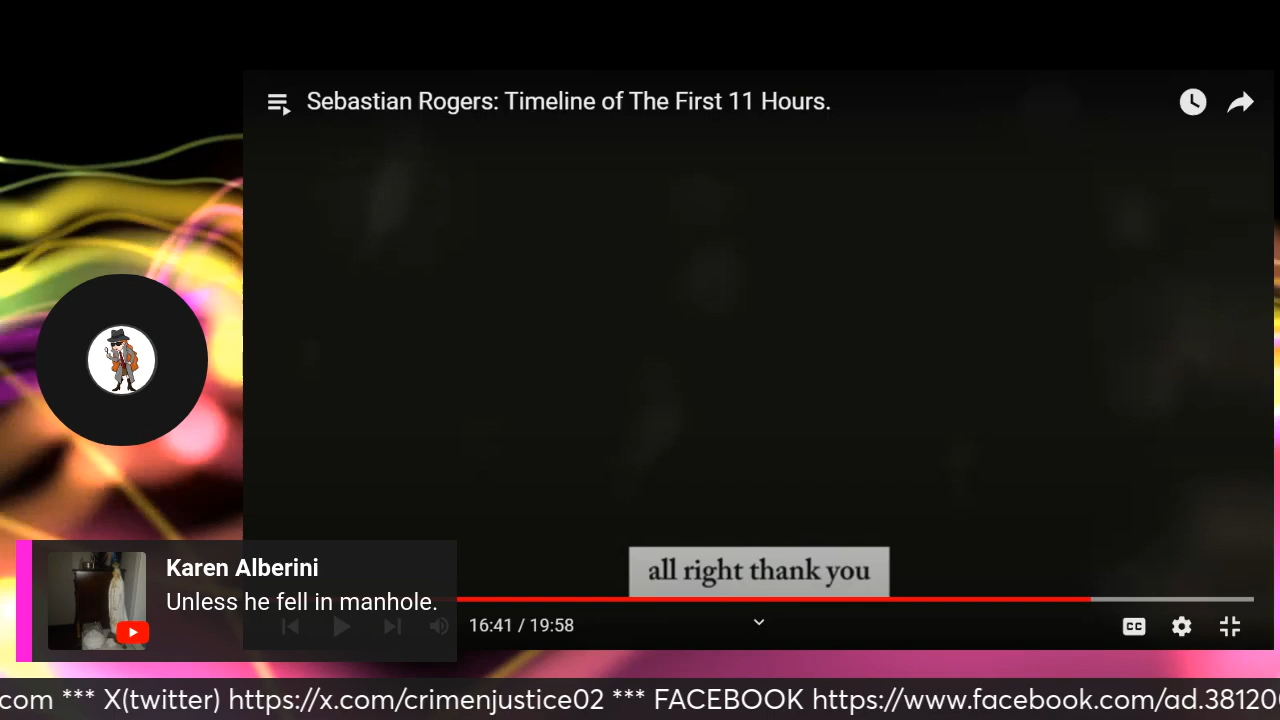 Sebastian Rogers: Timeline of The First 11 Hours.
all right thank you
Karen Alberini
Unless he fell in manhole.
16:41 / 19:58
CC
.com *** X(twitter) https://x.com/crimenjustice02 *** FACEBOOK https://www.facebook.com/ad.38120